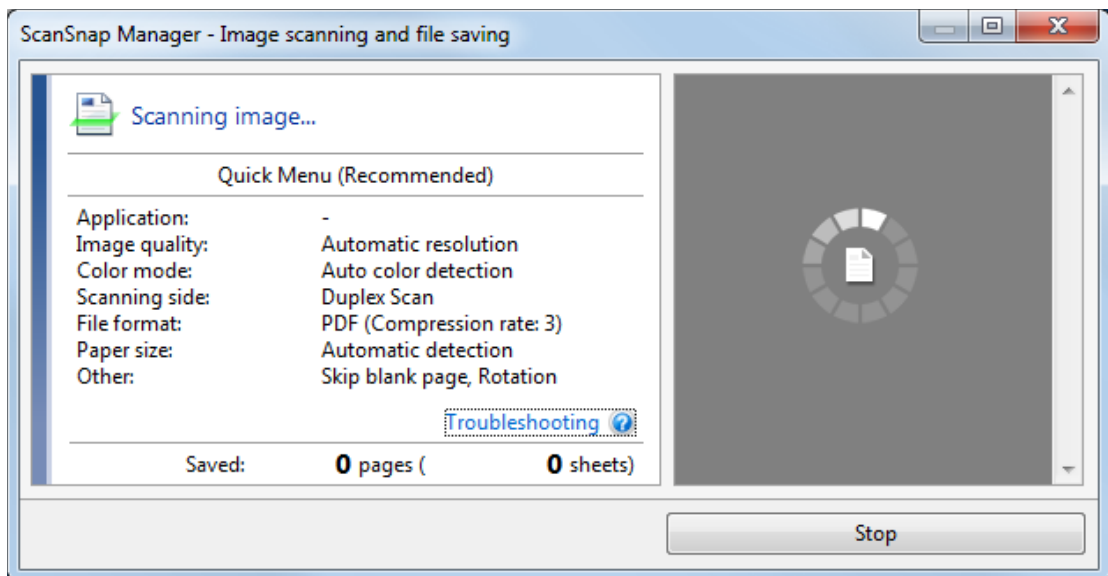 ScanSnap Manager - Image scanning and file saving
Scanning image...
Quick Menu (Recommended)
Application: -
Image quality: Automatic resolution
Color mode: Auto color detection
Scanning side: Duplex Scan
File format: PDF (Compression rate: 3)
Paper size: Automatic detection
Other: Skip blank page, Rotation
Troubleshooting ?
Saved: 0 pages ( 0 sheets)
Stop